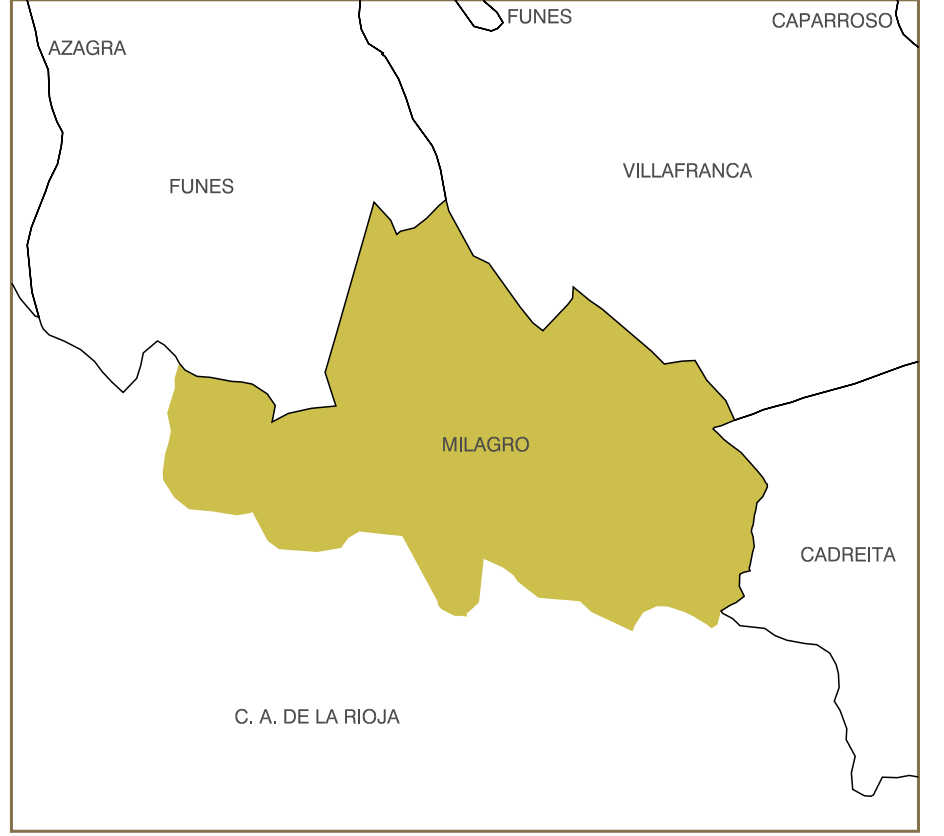 FUNES
CAPARROSO
AZAGRA
VILLAFRANCA
FUNES
MILAGRO
CADREITA
C. A. DE LA RIOJA